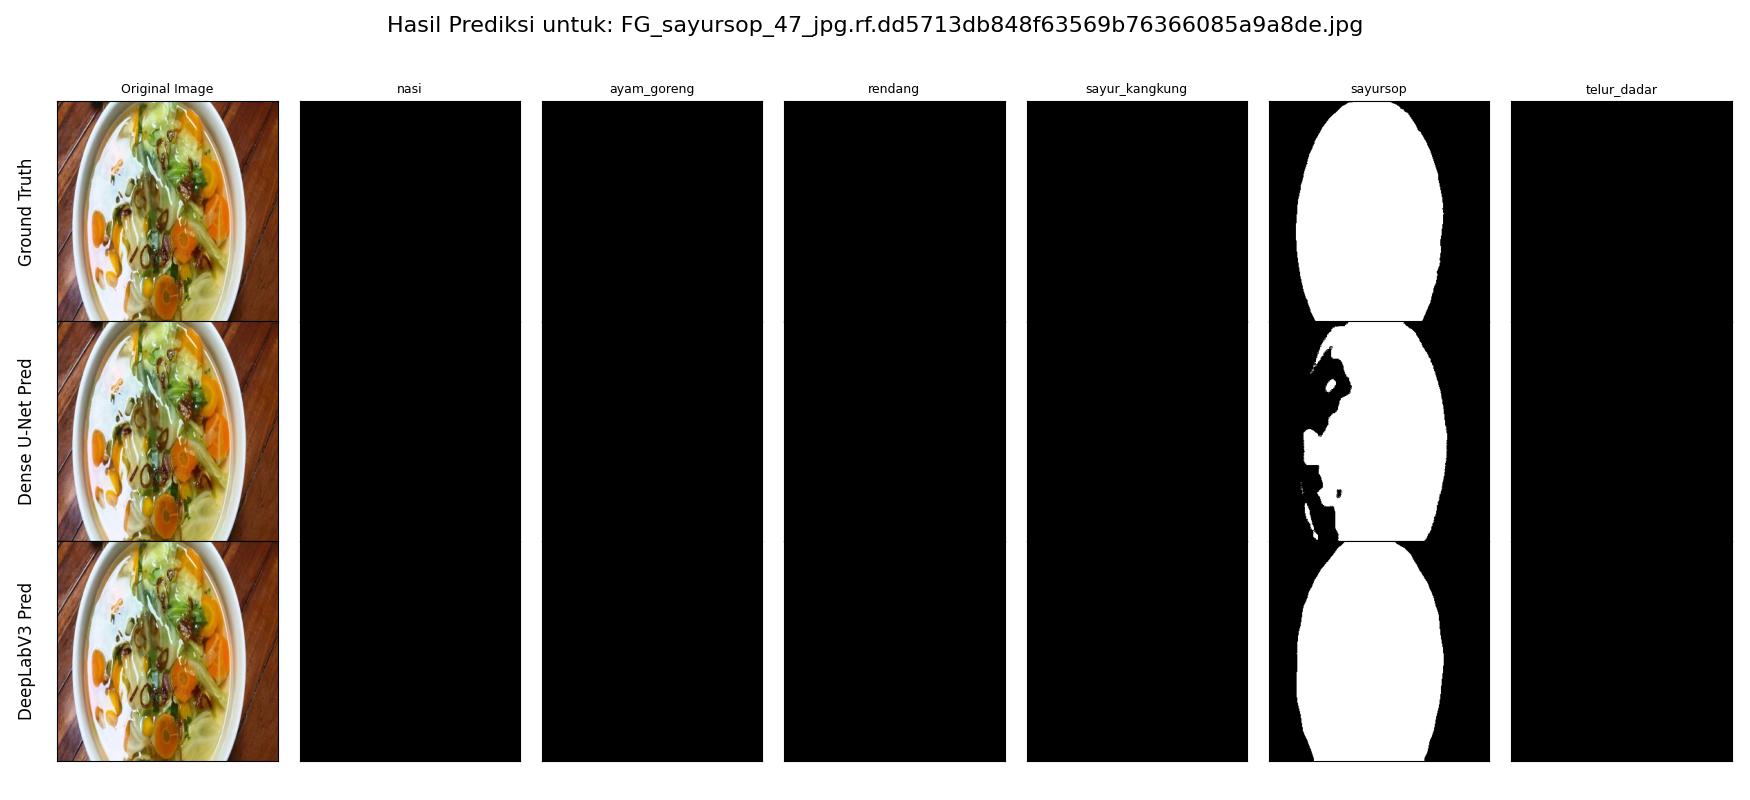 Hasil Prediksi untuk: FG_sayursop_47_jpg.rf.dd5713db848f63569b76366085a9a8de.jpg
Original Image
nasi
ayam_goreng
rendang
sayur_kangkung
sayursop
telur_dadar
Ground Truth
Dense U-Net Pred
DeepLabV3 Pred